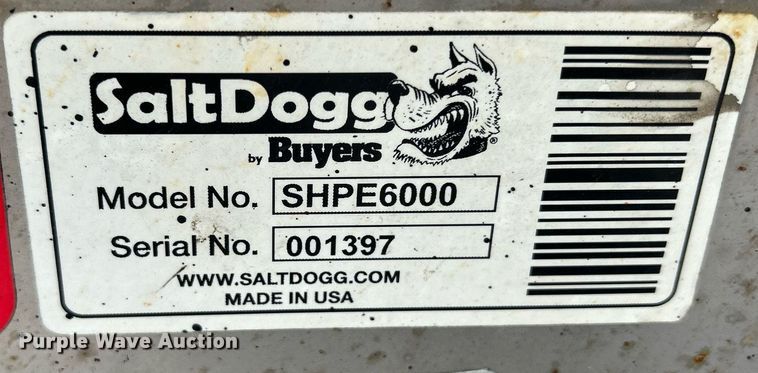 SaltDogg
®
by Buyers
Model No. SHPE6000
Serial No. 001397
WWW.SALTDOGG.COM
MADE IN USA
Purple Wave Auction